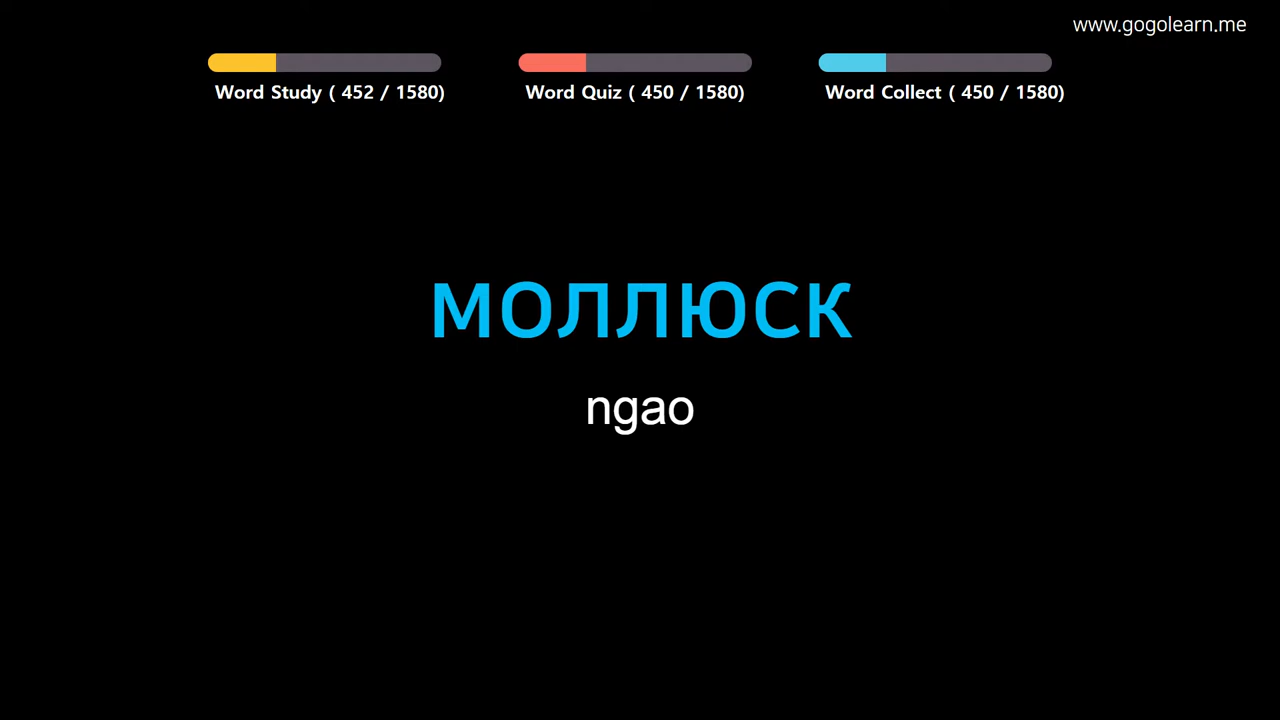 www.gogolearn.me
Word Study ( 452 / 1580)
Word Quiz ( 450 / 1580)
Word Collect ( 450 / 1580)
моллюск
ngao